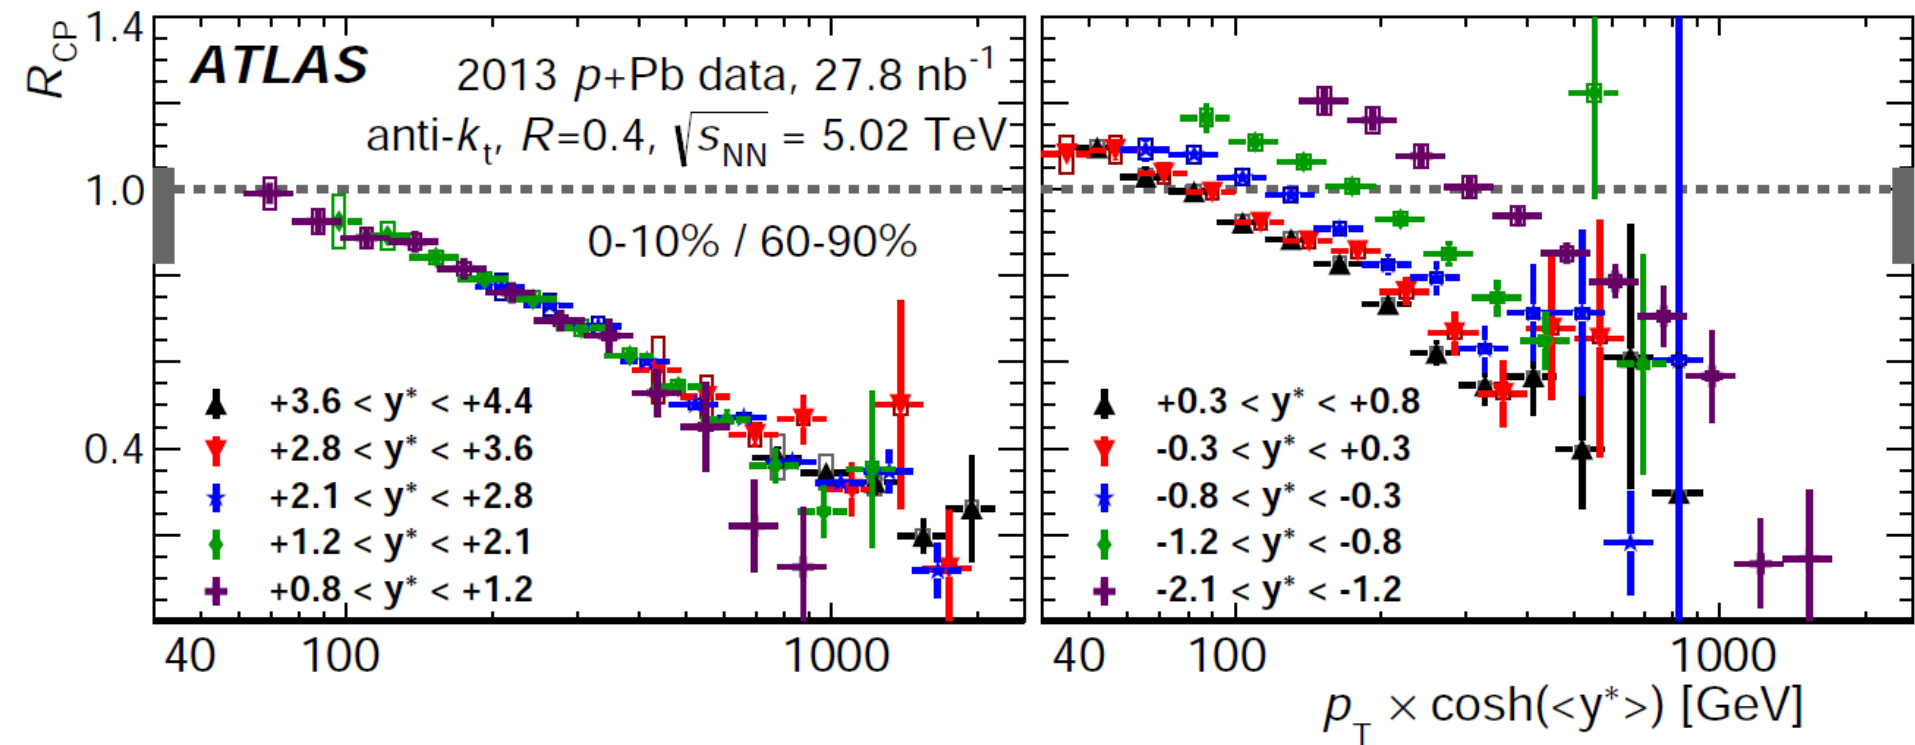 R_CP
1.4
1.0
0.4
ATLAS
2013 p+Pb data, 27.8 nb⁻¹
anti-k_t, R=0.4, √s_NN = 5.02 TeV
0-10% / 60-90%
+3.6 < y* < +4.4
+2.8 < y* < +3.6
+2.1 < y* < +2.8
+1.2 < y* < +2.1
+0.8 < y* < +1.2
40 100 1000
+0.3 < y* < +0.8
-0.3 < y* < +0.3
-0.8 < y* < -0.3
-1.2 < y* < -0.8
-2.1 < y* < -1.2
40 100 1000
p_T × cosh(<y*>) [GeV]